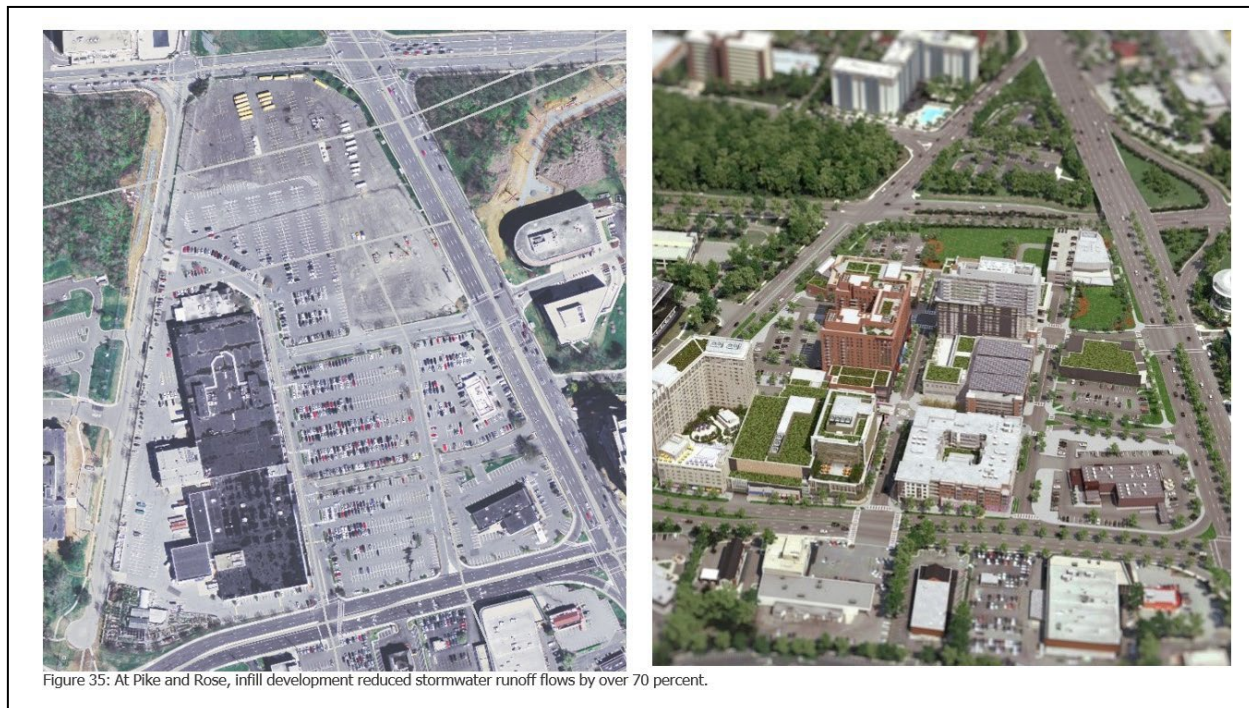 Figure 35: At Pike and Rose, infill development reduced stormwater runoff flows by over 70 percent.